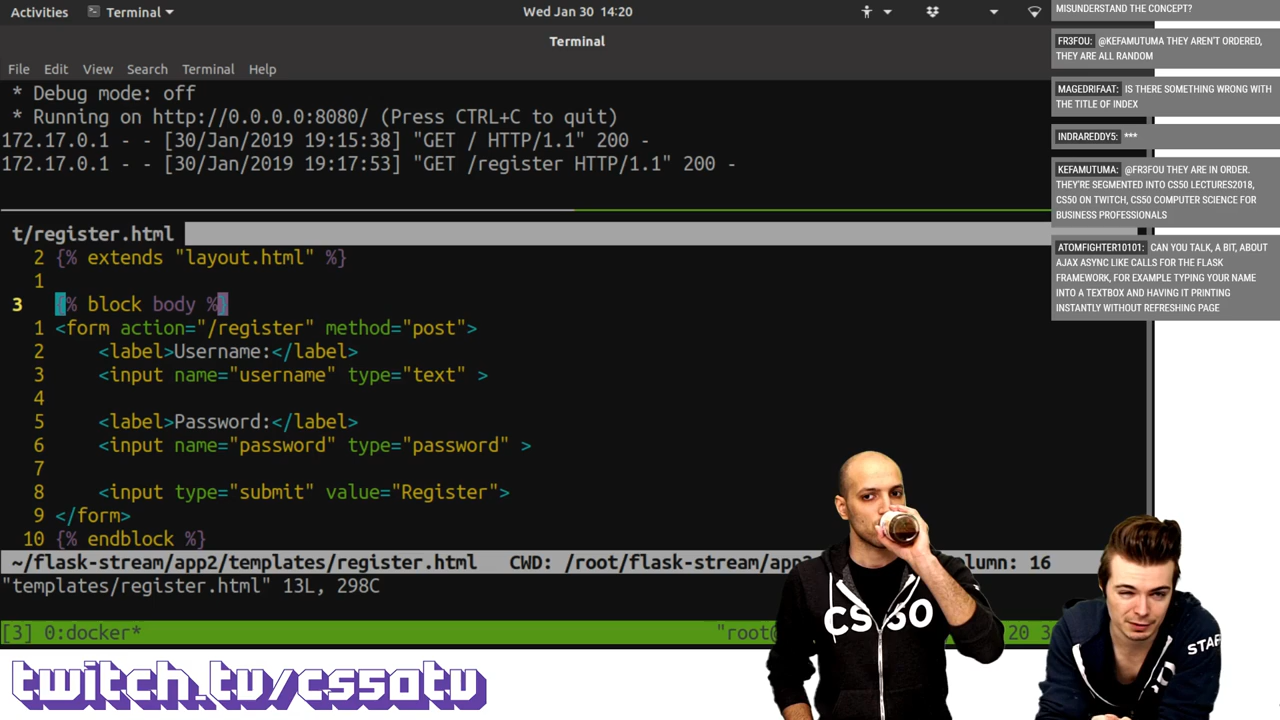 Activities Terminal Wed Jan 30 14:20
Terminal
File Edit View Search Terminal Help
* Debug mode: off
* Running on http://0.0.0.0:8080/ (Press CTRL+C to quit)
172.17.0.1 - - [30/Jan/2019 19:15:38] "GET / HTTP/1.1" 200 -
172.17.0.1 - - [30/Jan/2019 19:17:53] "GET /register HTTP/1.1" 200 -
t/register.html
2 {% extends "layout.html" %}
1
3 {% block body %}
1 <form action="/register" method="post">
2 <label>Username:</label>
3 <input name="username" type="text" >
4
5 <label>Password:</label>
6 <input name="password" type="password" >
7
8 <input type="submit" value="Register">
9 </form>
10 {% endblock %}
~/flask-stream/app2/templates/register.html CWD: /root/flask-stream/app2 olumn: 16
"templates/register.html" 13L, 298C
[3] 0:docker* "root@ 20 3
twitch.tv/cs50tv
CS50
STAF
MISUNDERSTAND THE CONCEPT?
FR3FOU: @KEFAMUTUMA THEY AREN'T ORDERED,
THEY ARE ALL RANDOM
MAGEDRIFAAT: IS THERE SOMETHING WRONG WITH
THE TITLE OF INDEX
INDRAREDDY5: ***
KEFAMUTUMA: @FR3FOU THEY ARE IN ORDER.
THEY'RE SEGMENTED INTO CS50 LECTURES2018,
CS50 ON TWITCH, CS50 COMPUTER SCIENCE FOR
BUSINESS PROFESSIONALS
ATOMFIGHTER10101: CAN YOU TALK, A BIT, ABOUT
AJAX ASYNC LIKE CALLS FOR THE FLASK
FRAMEWORK, FOR EXAMPLE TYPING YOUR NAME
INTO A TEXTBOX AND HAVING IT PRINTING
INSTANTLY WITHOUT REFRESHING PAGE